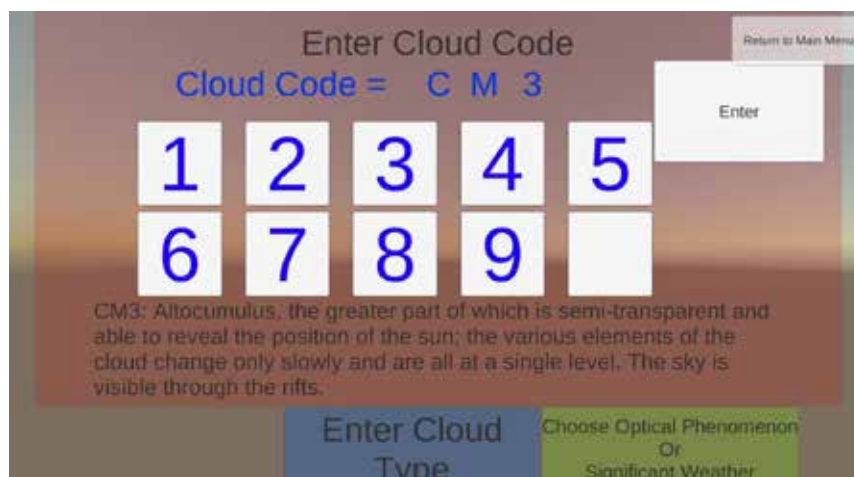 Enter Cloud Code
Return to Main Menu
Cloud Code = C M 3
Enter
1 2 3 4 5
6 7 8 9
CM3: Altocumulus, the greater part of which is semi-transparent and
able to reveal the position of the sun; the various elements of the
cloud change only slowly and are all at a single level. The sky is
visible through the rifts.
Enter Cloud
Type
Choose Optical Phenomenon
Or
Significant Weather